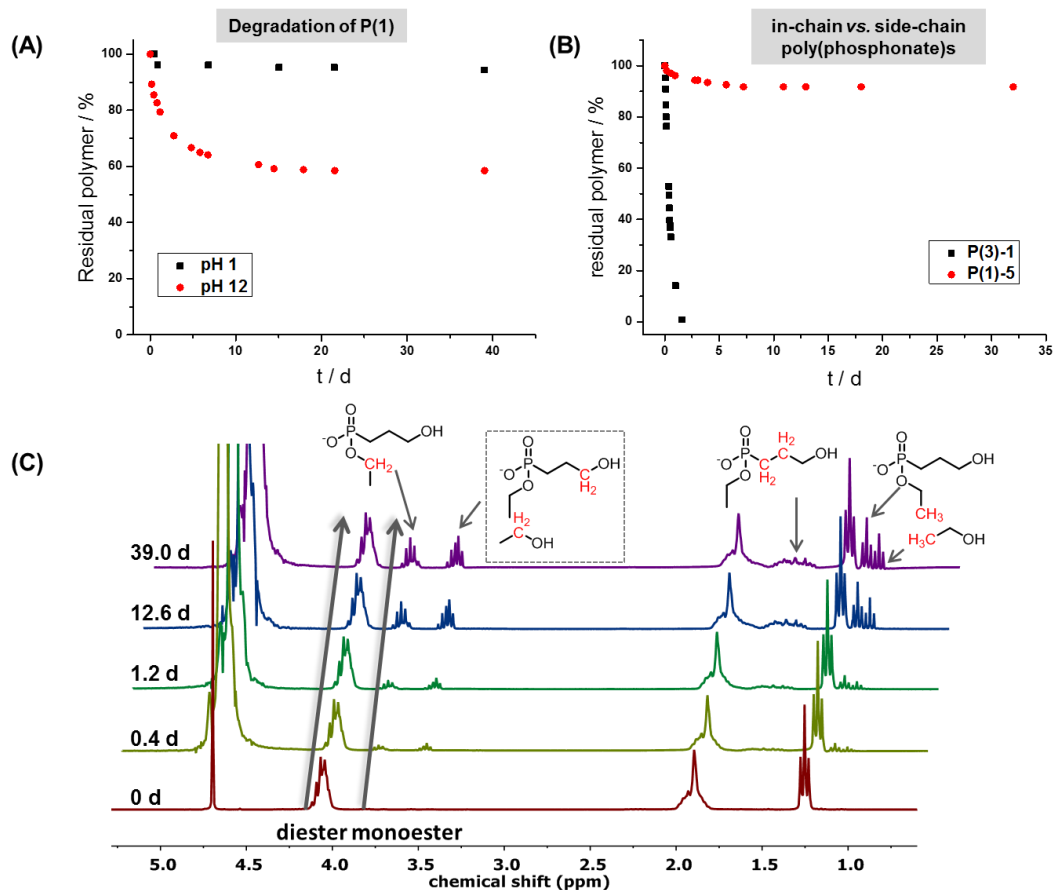 (A)
Degradation of P(1)
Residual polymer / %
100
80
60
40
20
0
pH 1
pH 12
0
10
20
30
40
t / d
(B)
in-chain vs. side-chain
poly(phosphonate)s
residual polymer / %
100
80
60
40
20
0
P(3)-1
P(1)-5
0
5
10
15
20
25
30
35
t / d
(C)
O
-O
P
O
OH
CH2
O
-O
P
O
OH
C
H2
H2
C
OH
O
-O
P
O
H2
C
C
H2
OH
O
-O
P
O
OH
CH3
H3C
OH
39.0 d
12.6 d
1.2 d
0.4 d
0 d
diester monoester
5.0
4.5
4.0
3.5
3.0
2.5
2.0
1.5
1.0
chemical shift (ppm)